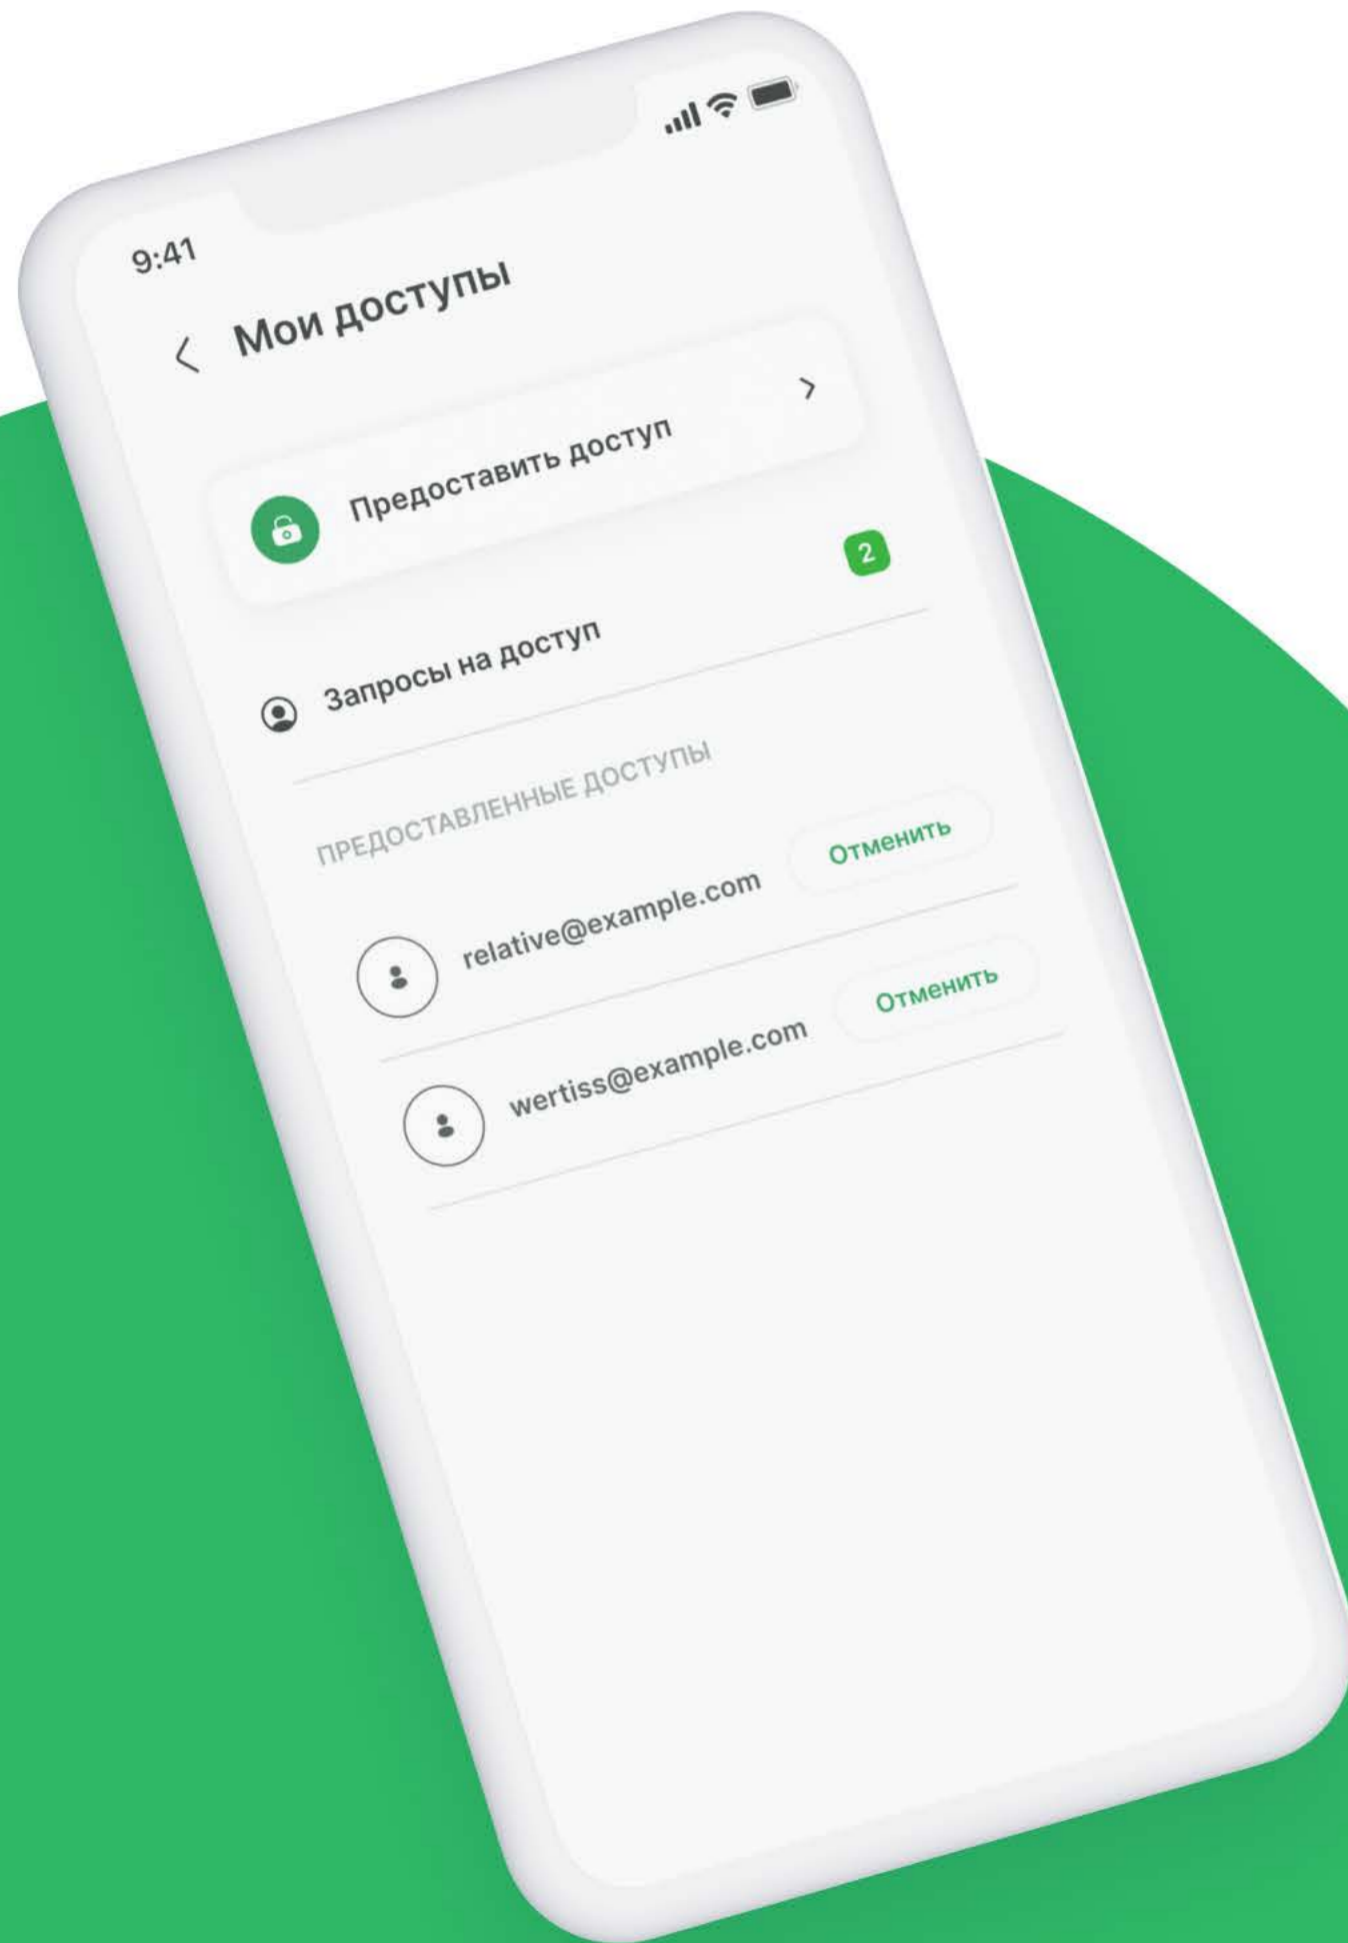 9:41
Мои доступы
Предоставить доступ
Запросы на доступ 2
ПРЕДОСТАВЛЕННЫЕ ДОСТУПЫ
relative@example.com Отменить
wertiss@example.com Отменить